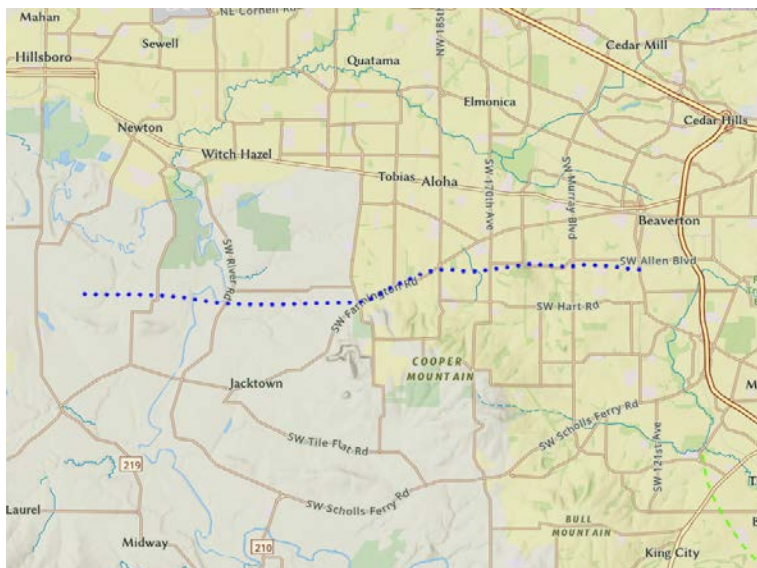 Mahan
NE Cornell Rd
NW 185th
Sewell
Cedar Mill
Hillsboro
Quatama
Elmonica
Cedar Hills
Newton
Witch Hazel
Tobias
Aloha
SW 170th Ave
SW Murray Blvd
Beaverton
SW River Rd
SW Allen Blvd
SW Farmington Rd
SW Hart Rd
COOPER
MOUNTAIN
Jacktown
SW Scholls Ferry Rd
SW Tile Flat Rd
SW 121st Ave
219
SW Scholls Ferry Rd
Laurel
BULL
MOUNTAIN
Midway
210
King City